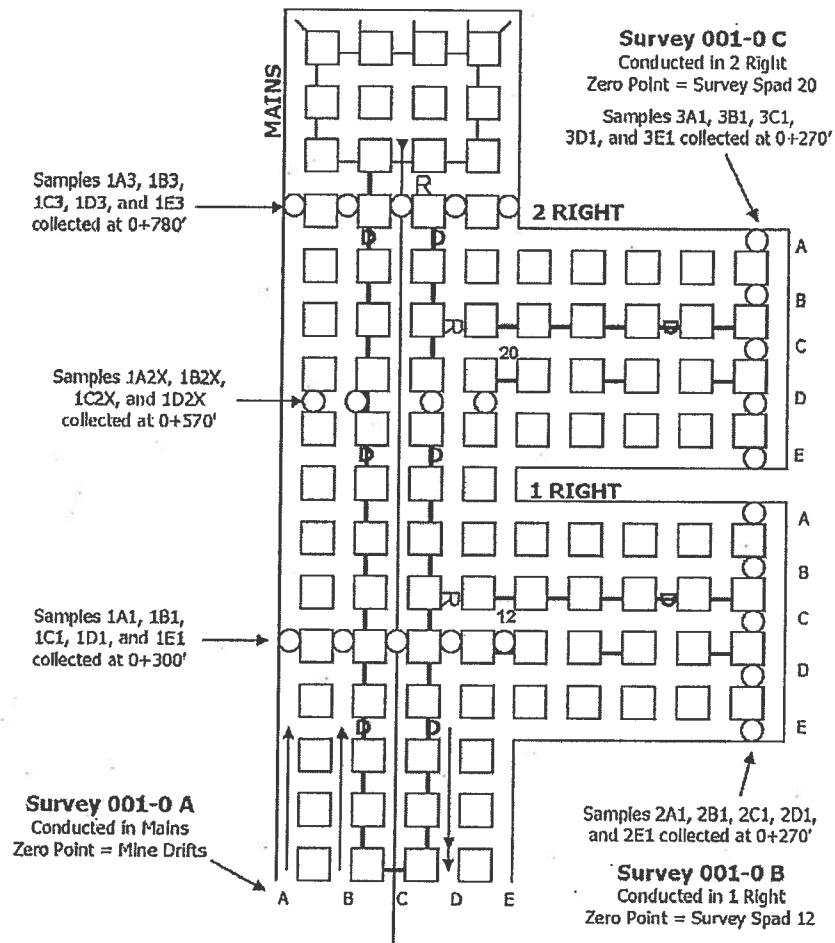 Survey 001-0 C
Conducted in 2 Right
Zero Point = Survey Spad 20
Samples 3A1, 3B1, 3C1,
3D1, and 3E1 collected at 0+270'
MAINS
Samples 1A3, 1B3,
1C3, 1D3, and 1E3
collected at 0+780'
R
2 RIGHT
D
D
A
B
R
D
C
20
Samples 1A2X, 1B2X,
1C2X, and 1D2X
collected at 0+570'
D
D
D
E
1 RIGHT
A
B
R
D
12
C
Samples 1A1, 1B1,
1C1, 1D1, and 1E1
collected at 0+300'
D
D
D
E
Survey 001-0 A
Conducted in Mains
Zero Point = Mine Drifts
Samples 2A1, 2B1, 2C1, 2D1,
and 2E1 collected at 0+270'
A B C D E
Survey 001-0 B
Conducted in 1 Right
Zero Point = Survey Spad 12